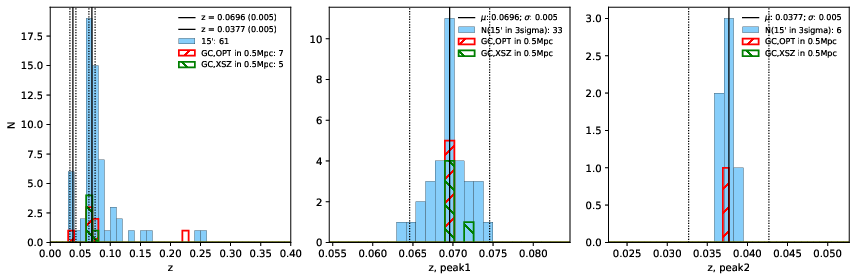 z = 0.0696 (0.005)
z = 0.0377 (0.005)
15': 61
GC,OPT in 0.5Mpc: 7
GC,XSZ in 0.5Mpc: 5
17.5
15.0
12.5
10.0
7.5
5.0
2.5
0.0
N
0.00 0.05 0.10 0.15 0.20 0.25 0.30 0.35 0.40
z
μ: 0.0696; σ: 0.005
N(15' in 3sigma): 33
GC,OPT in 0.5Mpc
GC,XSZ in 0.5Mpc
10
8
6
4
2
0
0.055 0.060 0.065 0.070 0.075 0.080
z, peak1
μ: 0.0377; σ: 0.005
N(15' in 3sigma): 6
GC,OPT in 0.5Mpc
GC,XSZ in 0.5Mpc
3.0
2.5
2.0
1.5
1.0
0.5
0.0
0.025 0.030 0.035 0.040 0.045 0.050
z, peak2